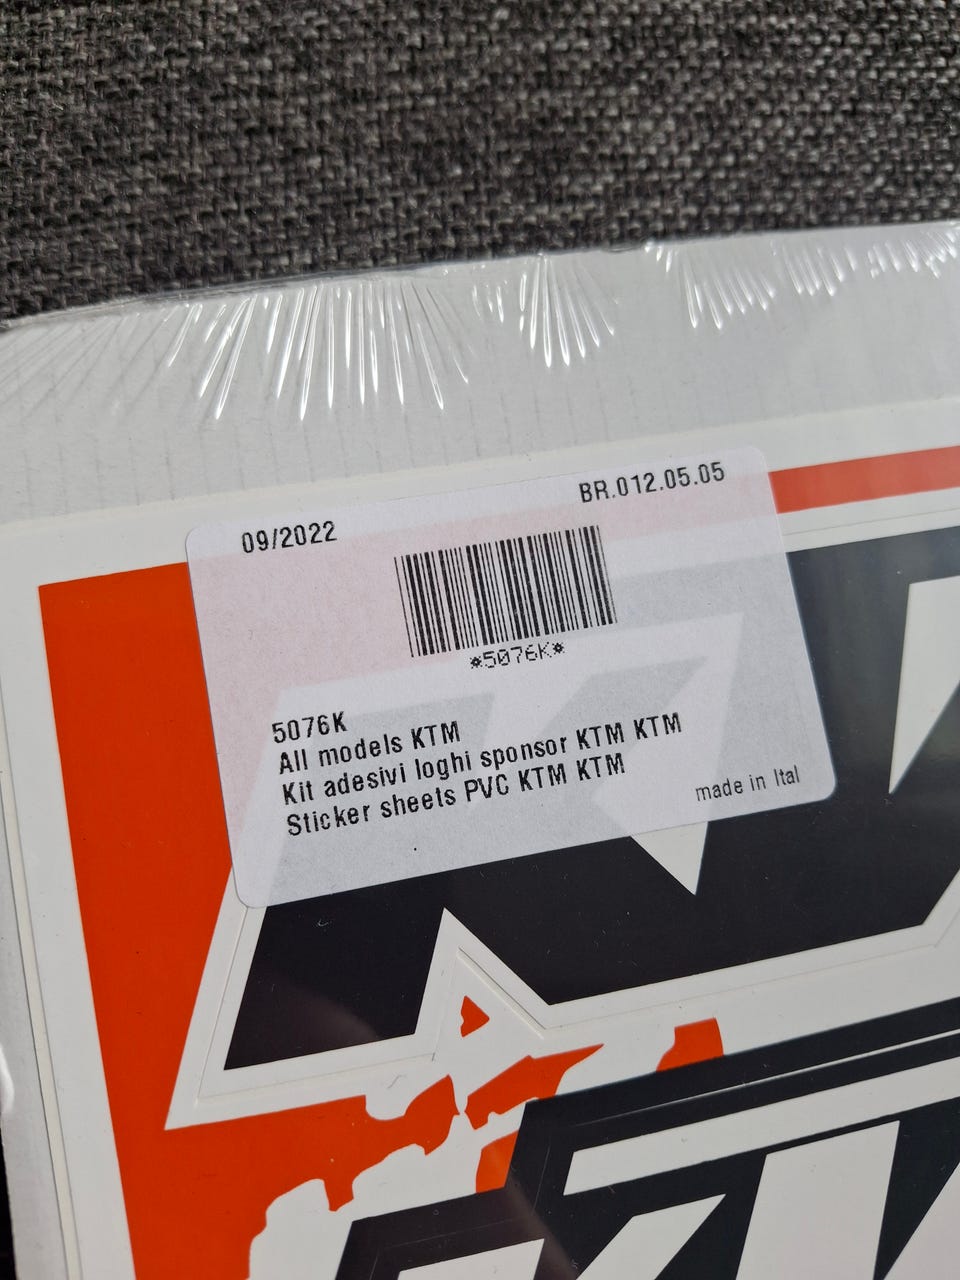 09/2022
BR.012.05.05
*5076K*
5076K
All models KTM
Kit adesivi loghi sponsor KTM KTM
Sticker sheets PVC KTM KTM
made in Ital